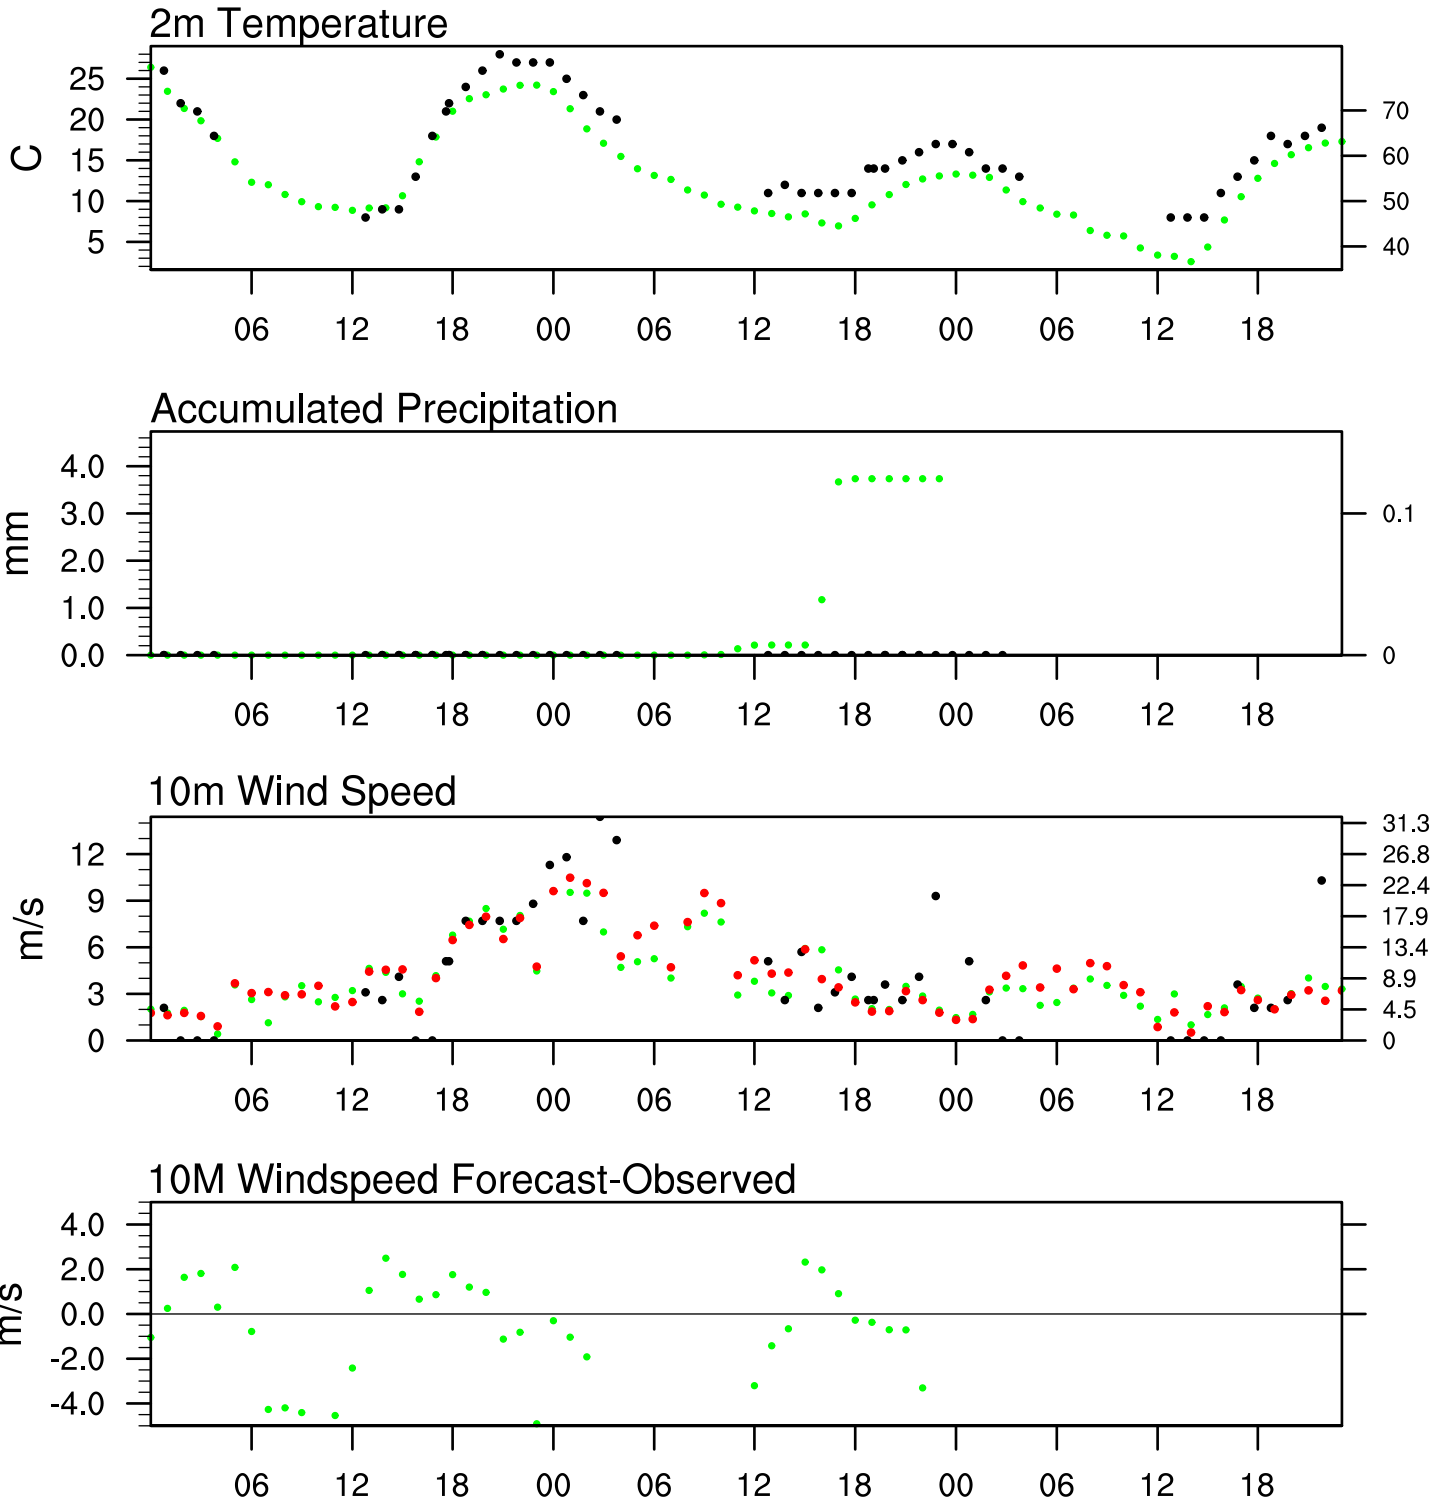 2m Temperature
C
25
20
15
10
5
70
60
50
40
06 12 18 00 06 12 18 00 06 12 18
Accumulated Precipitation
mm
4.0
3.0
2.0
1.0
0.0
0.1
0
06 12 18 00 06 12 18 00 06 12 18
10m Wind Speed
m/s
12
9
6
3
0
31.3
26.8
22.4
17.9
13.4
8.9
4.5
0
06 12 18 00 06 12 18 00 06 12 18
10M Windspeed Forecast-Observed
m/s
4.0
2.0
0.0
-2.0
-4.0
06 12 18 00 06 12 18 00 06 12 18